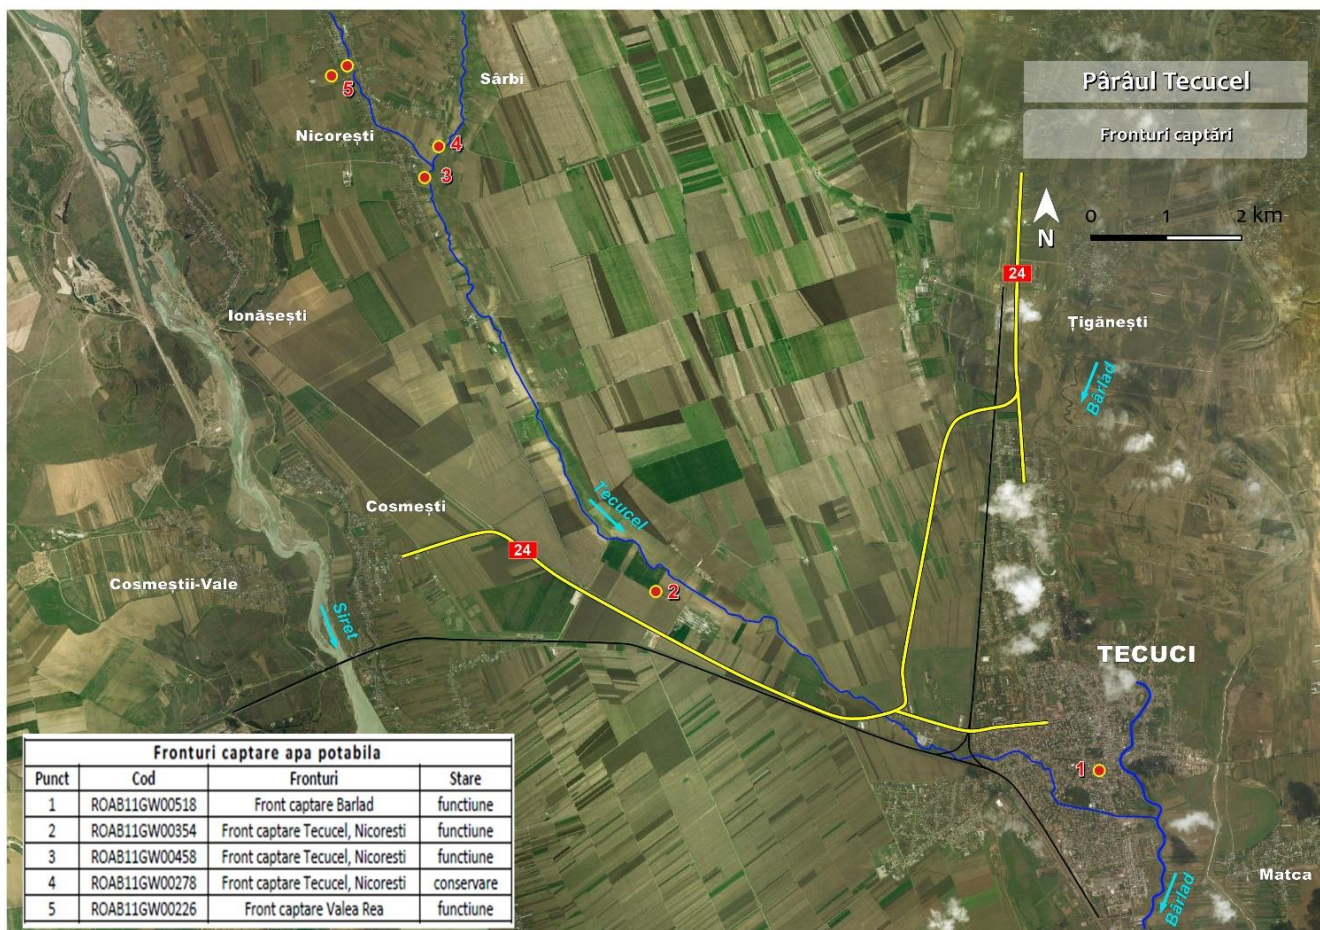 Pârâul Tecucel
Fronturi captări
Sârbi
5
Nicorești
4
3
N
0 1 2 km
24
Ionășești
Țigănești
Bârlad
Tecucel
Cosmești
24
Cosmeștii-Vale
2
Siret
TECUCI
1
Matca
Bârlad
Fronturi captare apa potabila
Punct Cod Fronturi Stare
1 ROAB11GW00518 Front captare Barlad functiune
2 ROAB11GW00354 Front captare Tecucel, Nicoresti functiune
3 ROAB11GW00458 Front captare Tecucel, Nicoresti functiune
4 ROAB11GW00278 Front captare Tecucel, Nicoresti conservare
5 ROAB11GW00226 Front captare Valea Rea functiune